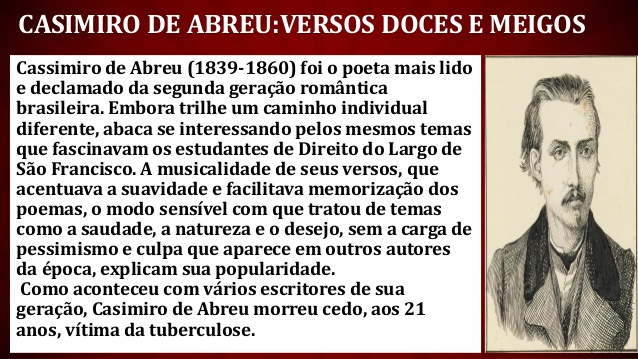 CASIMIRO DE ABREU:VERSOS DOCES E MEIGOS
Cassimiro de Abreu (1839-1860) foi o poeta mais lido
e declamado da segunda geração romântica
brasileira. Embora trilhe um caminho individual
diferente, abaca se interessando pelos mesmos temas
que fascinavam os estudantes de Direito do Largo de
São Francisco. A musicalidade de seus versos, que
acentuava a suavidade e facilitava memorização dos
poemas, o modo sensível com que tratou de temas
como a saudade, a natureza e o desejo, sem a carga de
pessimismo e culpa que aparece em outros autores
da época, explicam sua popularidade.
Como aconteceu com vários escritores de sua
geração, Casimiro de Abreu morreu cedo, aos 21
anos, vítima da tuberculose.